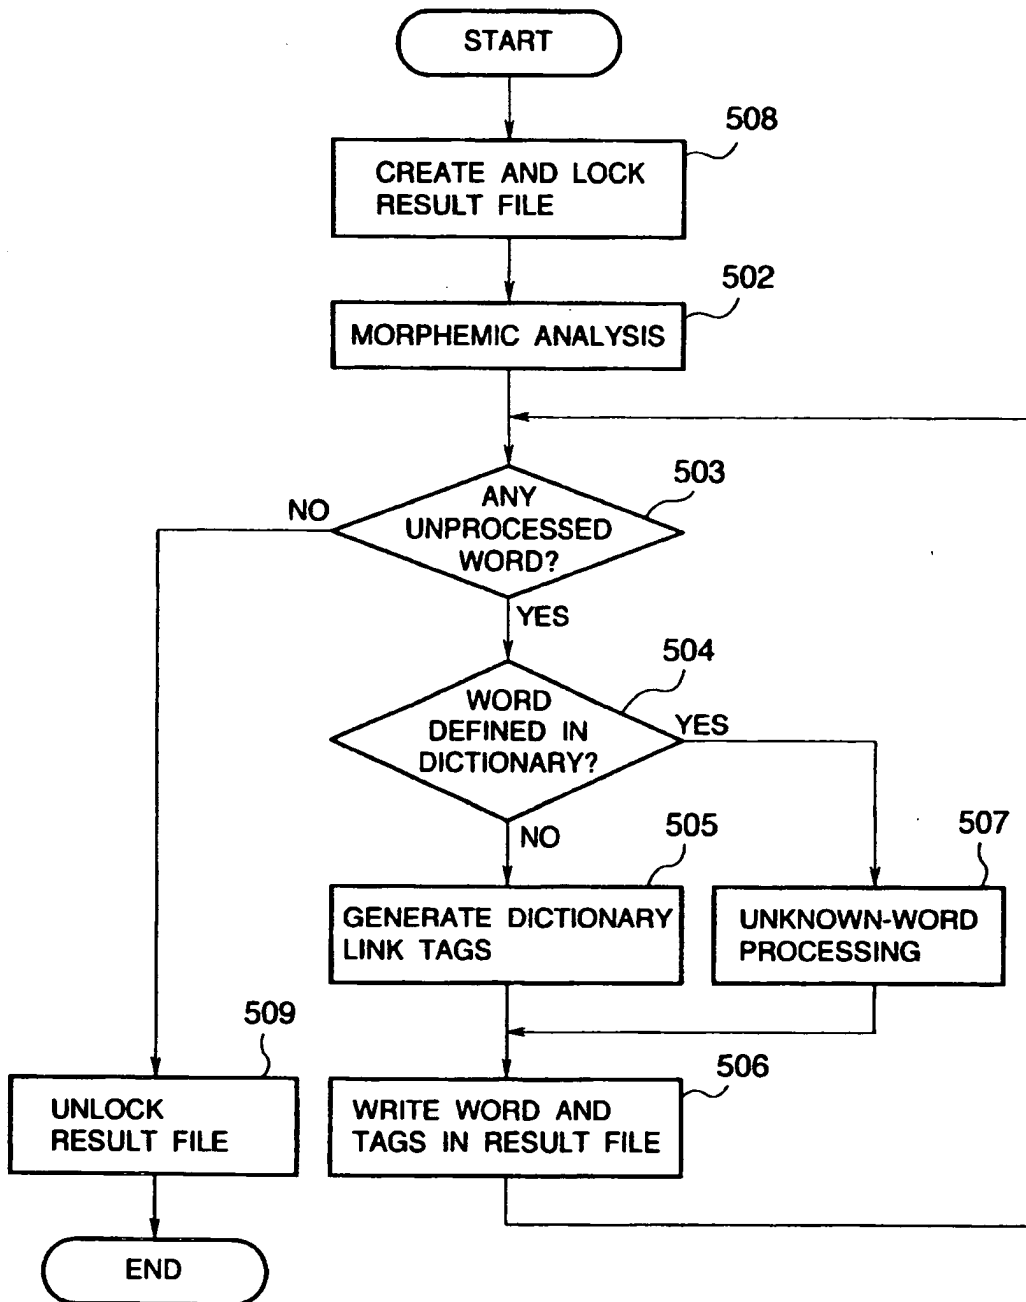 START
508
CREATE AND LOCK
RESULT FILE
502
MORPHEMIC ANALYSIS
503
NO
ANY
UNPROCESSED
WORD?
YES
504
WORD
DEFINED IN
DICTIONARY?
YES
NO
505
507
GENERATE DICTIONARY
LINK TAGS
UNKNOWN-WORD
PROCESSING
509
506
UNLOCK
RESULT FILE
WRITE WORD AND
TAGS IN RESULT FILE
END